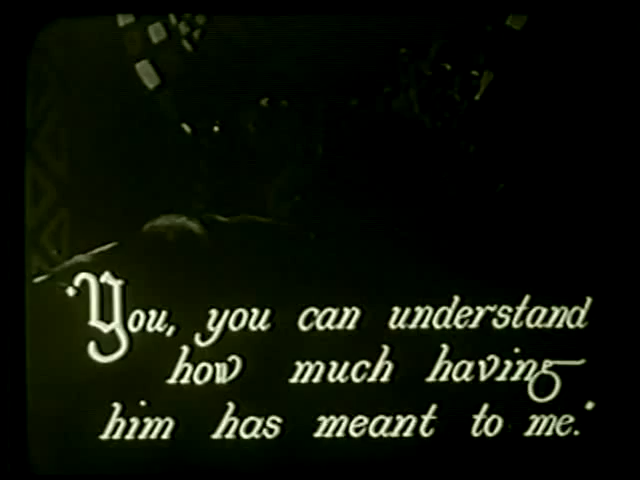 "You, you can understand
how much having
him has meant to me."